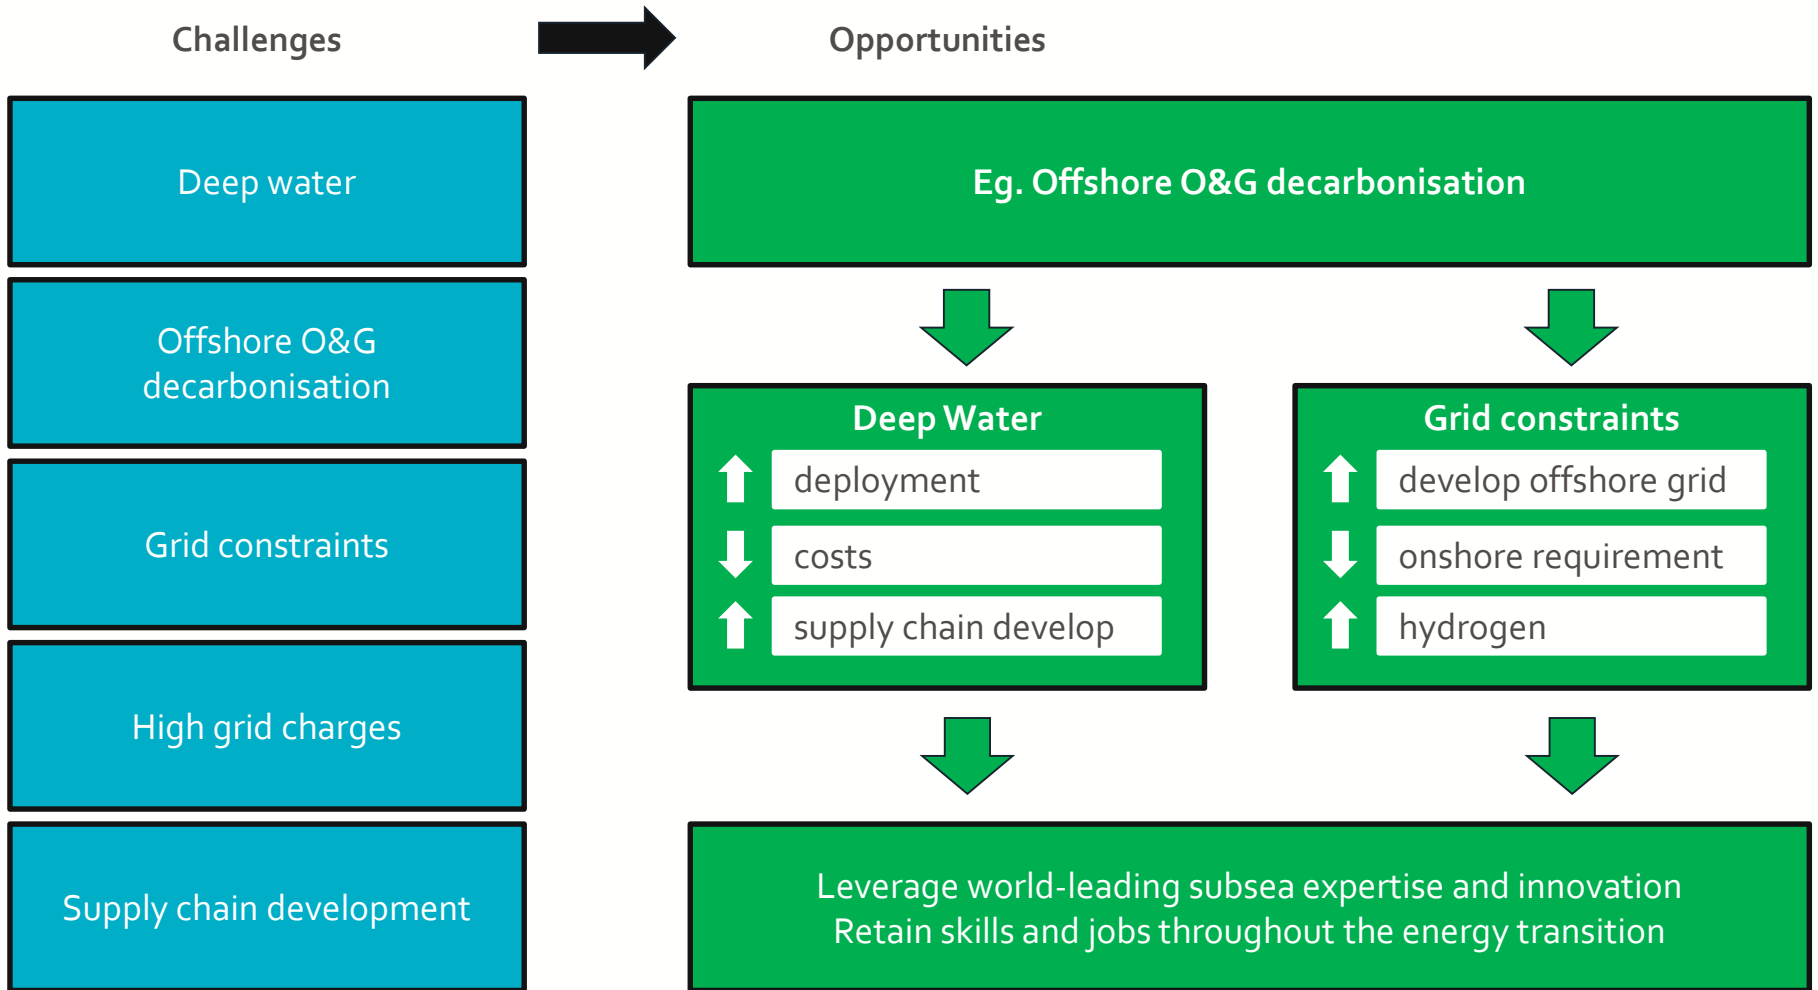 Challenges
Opportunities
Deep water
Offshore O&G
decarbonisation
Grid constraints
High grid charges
Supply chain development
Eg. Offshore O&G decarbonisation
Deep Water
deployment
costs
supply chain develop
Grid constraints
develop offshore grid
onshore requirement
hydrogen
Leverage world-leading subsea expertise and innovation
Retain skills and jobs throughout the energy transition